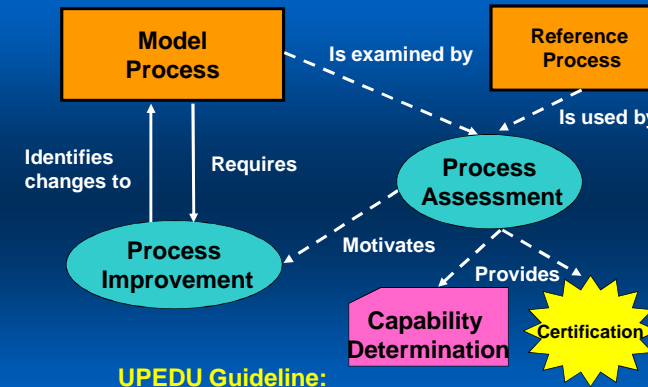 Model
Process
Is examined by
Reference
Process
Is used by
Identifies
changes to
Requires
Process
Assessment
Process
Improvement
Motivates
Provides
Capability
Determination
Certification
UPEDU Guideline: